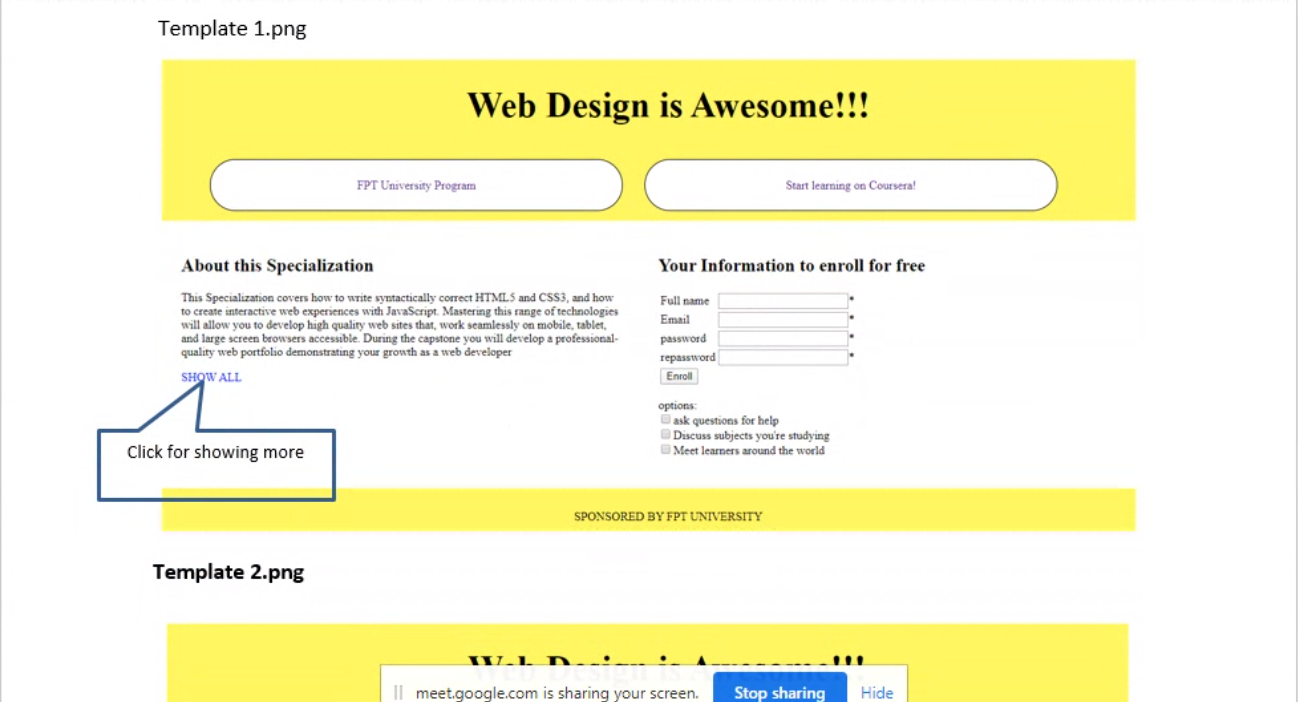 Template 1.png
Web Design is Awesome!!!
FPT University Program
Start learning on Coursera!
About this Specialization
This Specialization covers how to write syntactically correct HTML5 and CSS3, and how
to create interactive web experiences with JavaScript. Mastering this range of technologies
will allow you to develop high quality web sites that, work seamlessly on mobile, tablet,
and large screen browsers accessible. During the capstone you will develop a professional-
quality web portfolio demonstrating your growth as a web developer
SHOW ALL
Click for showing more
Your Information to enroll for free
Full name *
Email *
password *
repassword *
Enroll
options:
ask questions for help
Discuss subjects you're studying
Meet learners around the world
SPONSORED BY FPT UNIVERSITY
Template 2.png
Web Design is Awesome!!!
meet.google.com is sharing your screen.
Stop sharing
Hide